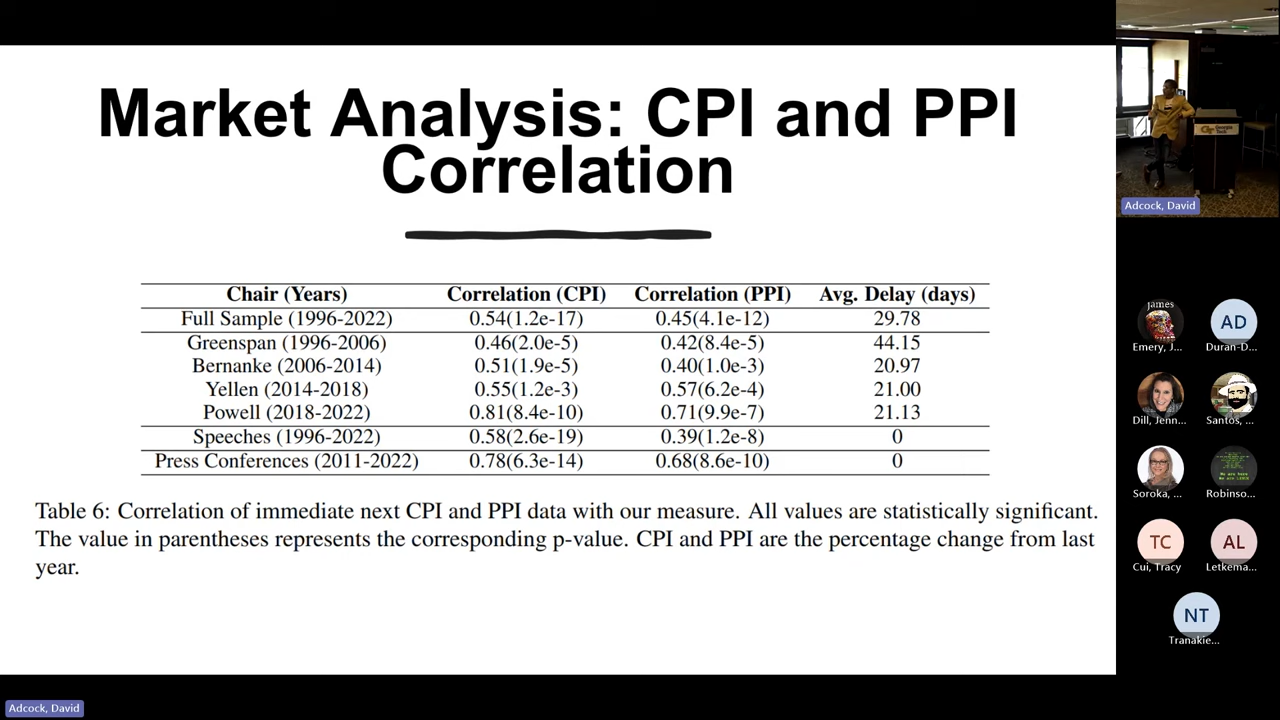 Market Analysis: CPI and PPI
Correlation
Chair (Years) Correlation (CPI) Correlation (PPI) Avg. Delay (days)
Full Sample (1996-2022) 0.54(1.2e-17) 0.45(4.1e-12) 29.78
Greenspan (1996-2006) 0.46(2.0e-5) 0.42(8.4e-5) 44.15
Bernanke (2006-2014) 0.51(1.9e-5) 0.40(1.0e-3) 20.97
Yellen (2014-2018) 0.55(1.2e-3) 0.57(6.2e-4) 21.00
Powell (2018-2022) 0.81(8.4e-10) 0.71(9.9e-7) 21.13
Speeches (1996-2022) 0.58(2.6e-19) 0.39(1.2e-8) 0
Press Conferences (2011-2022) 0.78(6.3e-14) 0.68(8.6e-10) 0
Table 6: Correlation of immediate next CPI and PPI data with our measure. All values are statistically significant.
The value in parentheses represents the corresponding p-value. CPI and PPI are the percentage change from last
year.
Adcock, David
Georgia
Tech
Adcock, David
James
AD
Emery, J...
Duran-D...
Dill, Jenn...
Santos, ...
Soroka, ...
Robinso...
TC
AL
Cui, Tracy
Letkema...
NT
Tranakie...